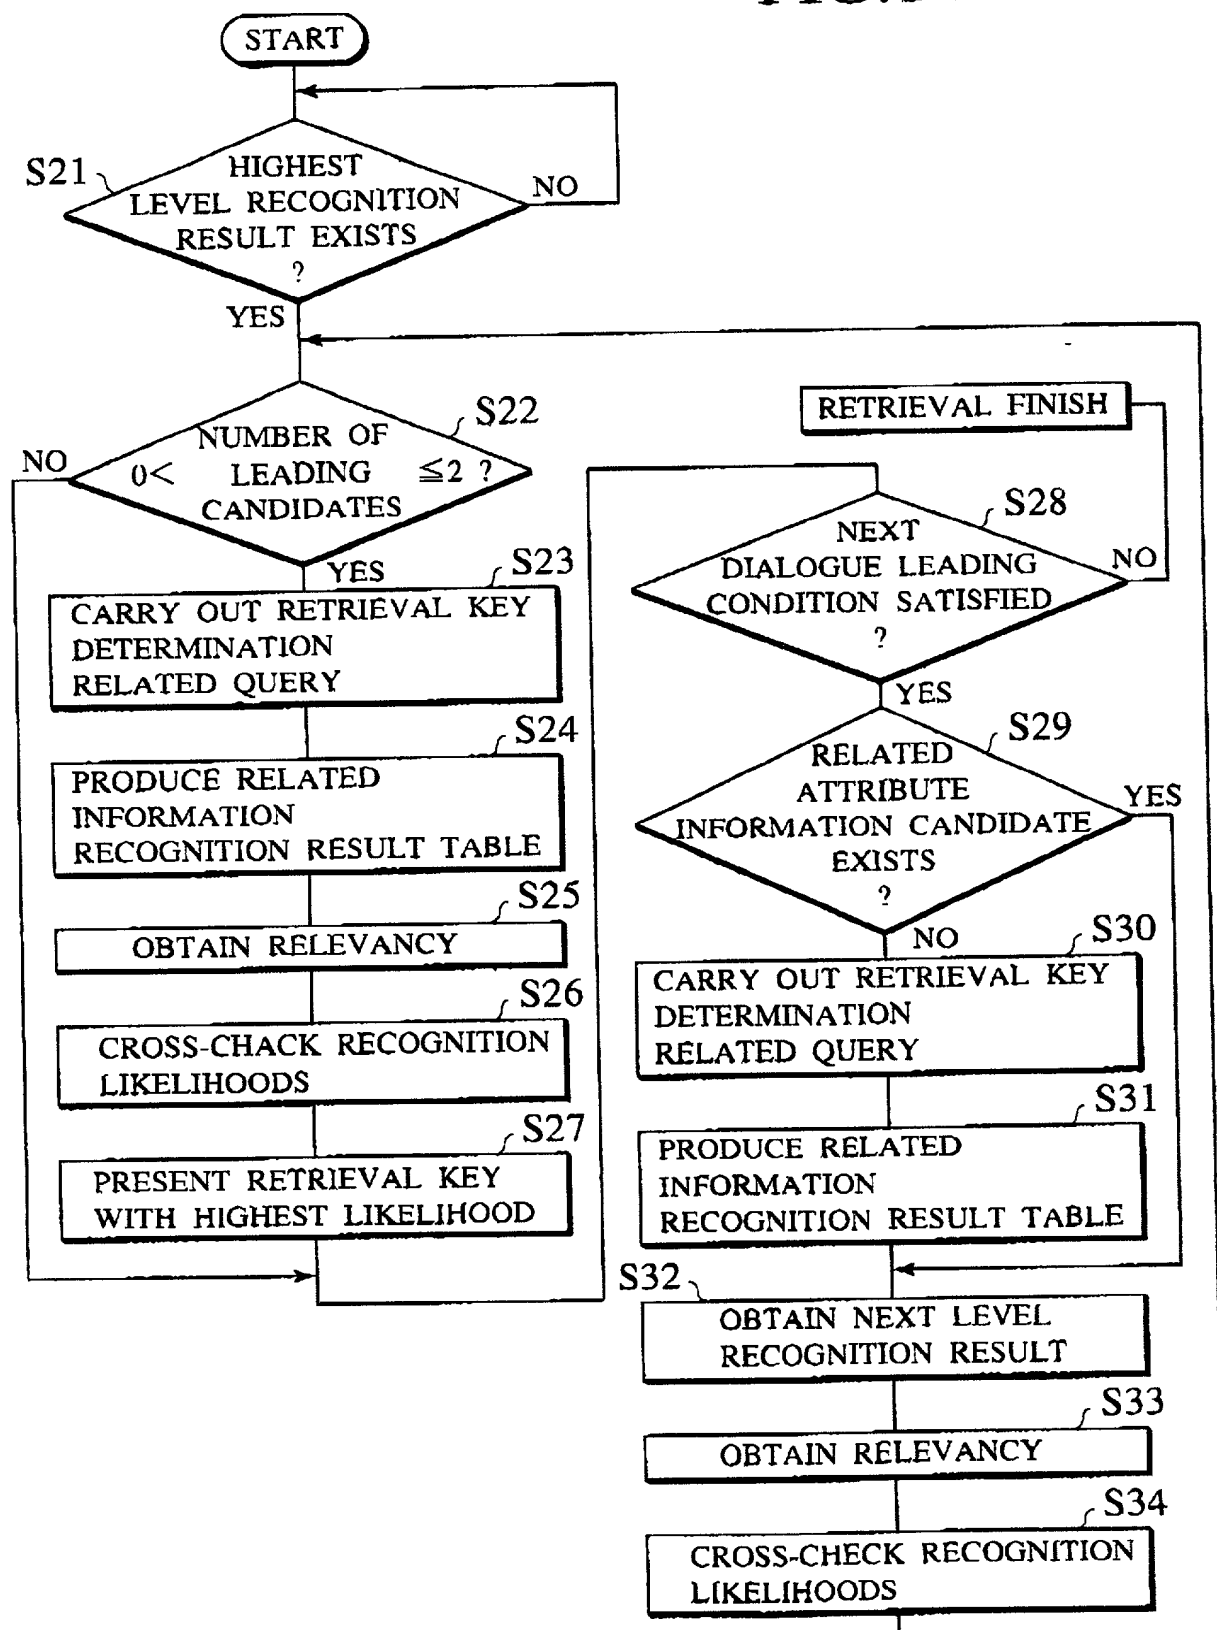 START
S21
HIGHEST
LEVEL RECOGNITION
RESULT EXISTS
?
NO
YES
S22
NUMBER OF
0< LEADING ≦2 ?
CANDIDATES
NO
YES
S23
CARRY OUT RETRIEVAL KEY
DETERMINATION
RELATED QUERY
S24
PRODUCE RELATED
INFORMATION
RECOGNITION RESULT TABLE
S25
OBTAIN RELEVANCY
S26
CROSS-CHACK RECOGNITION
LIKELIHOODS
S27
PRESENT RETRIEVAL KEY
WITH HIGHEST LIKELIHOOD
RETRIEVAL FINISH
S28
NEXT
DIALOGUE LEADING
CONDITION SATISFIED
?
NO
YES
S29
RELATED
ATTRIBUTE
INFORMATION CANDIDATE
EXISTS
?
YES
NO
S30
CARRY OUT RETRIEVAL KEY
DETERMINATION
RELATED QUERY
S31
PRODUCE RELATED
INFORMATION
RECOGNITION RESULT TABLE
S32
OBTAIN NEXT LEVEL
RECOGNITION RESULT
S33
OBTAIN RELEVANCY
S34
CROSS-CHECK RECOGNITION
LIKELIHOODS